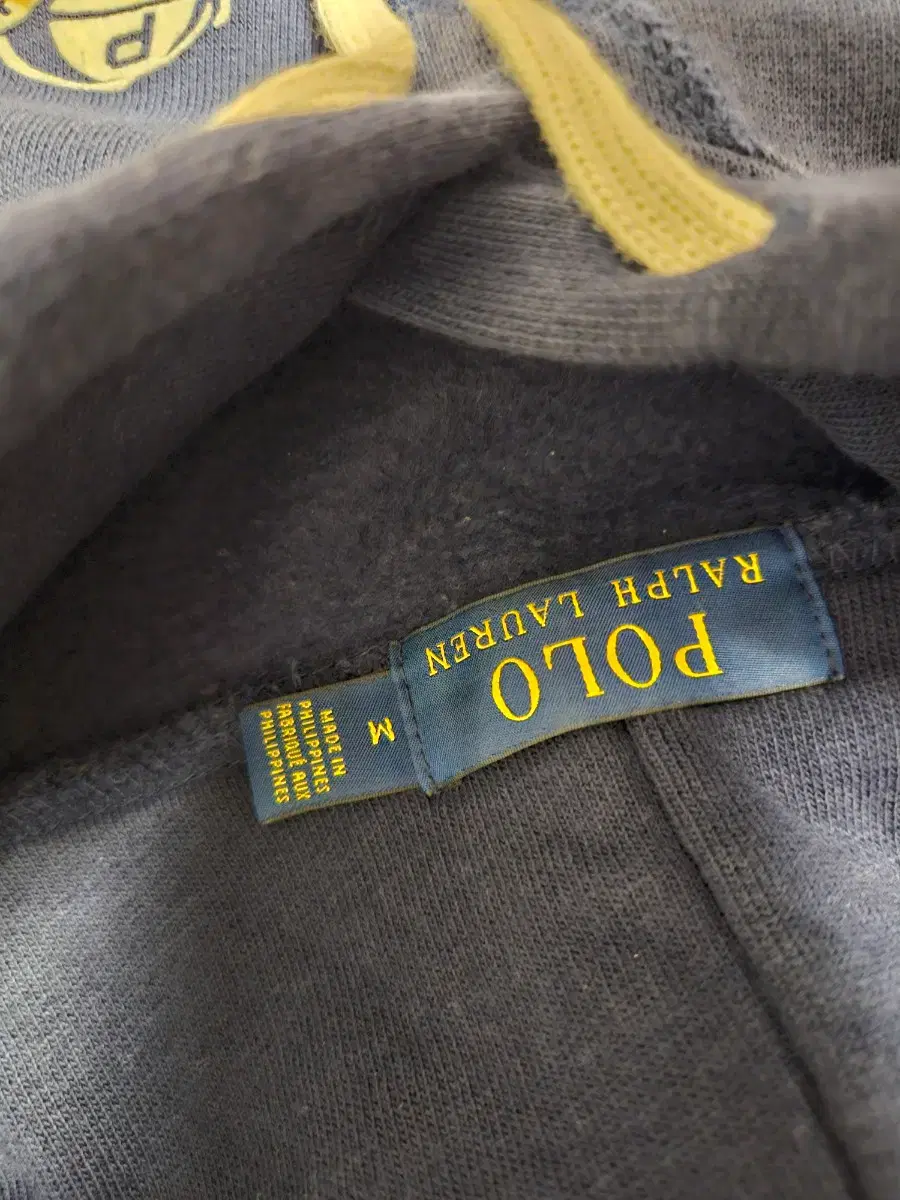 P
POLO
RALPH LAUREN
M
MADE IN
PHILIPPINES
FABRIQUÉ AUX
PHILIPPINES